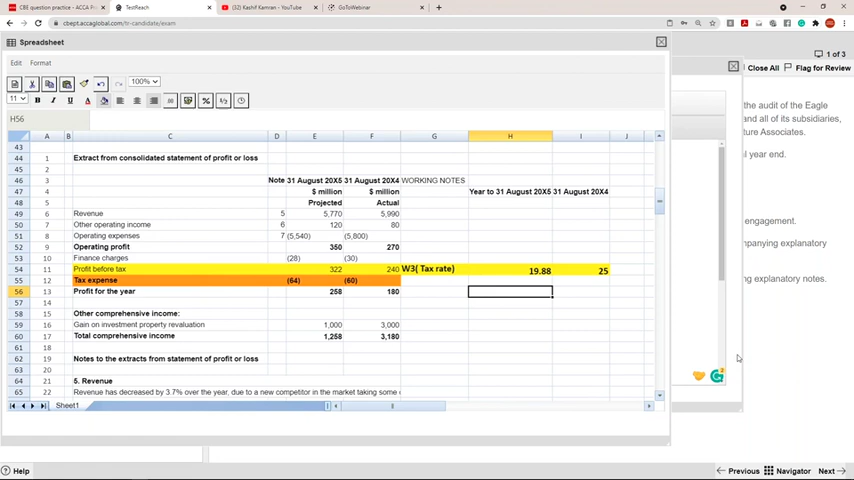 CBE question practice - ACCA Pr
TestReach
(32) Kashif Kamran - YouTube
GoToWebinar
cbept.accaglobal.com/tr-candidate/exam
Spreadsheet
1 of 3
Close All Flag for Review
Edit Format
100%
11 B I U A
H56
A B C D E F G H I J
43
44 1 Extract from consolidated statement of profit or loss
45 2
46 3 Note 31 August 20X5 31 August 20X4 WORKING NOTES
47 4 $ million $ million Year to 31 August 20X5 31 August 20X4
48 5 Projected Actual
49 6 Revenue 5 5,770 5,990
50 7 Other operating income 6 120 80
51 8 Operating expenses 7 (5,540) (5,800)
52 9 Operating profit 350 270
53 10 Finance charges (28) (30)
54 11 Profit before tax 322 240 W3( Tax rate) 19.88 25
55 12 Tax expense (64) (60)
56 13 Profit for the year 258 180
57 14
58 15 Other comprehensive income:
59 16 Gain on investment property revaluation 1,000 3,000
60 17 Total comprehensive income 1,258 3,180
61 18
62 19 Notes to the extracts from statement of profit or loss
63 20
64 21 5. Revenue
65 22 Revenue has decreased by 3.7% over the year, due to a new competitor in the market taking some
Sheet1
the audit of the Eagle
and all of its subsidiaries,
ture Associates.
l year end.
engagement.
mpanying explanatory
ng explanatory notes.
Help
Previous Navigator Next